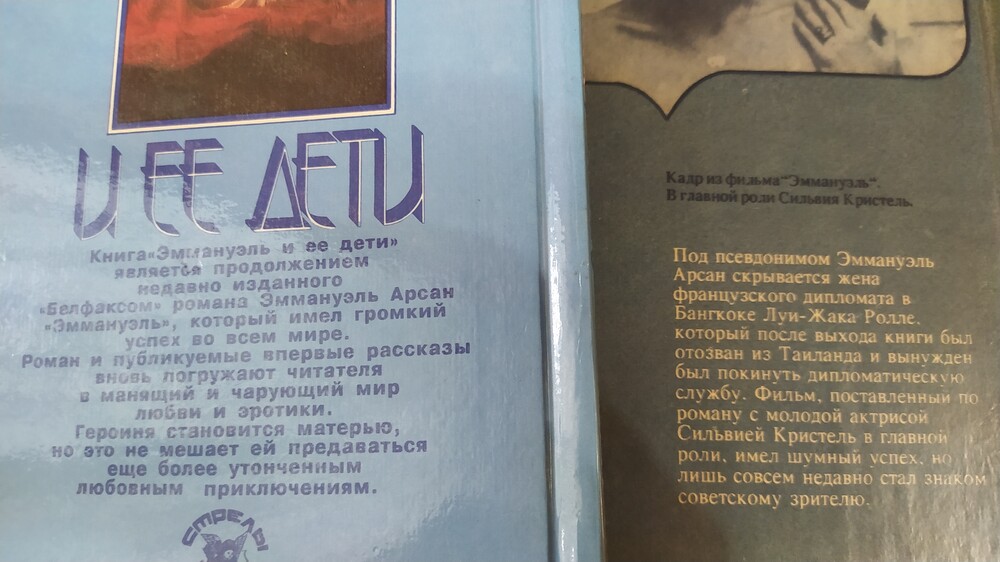 И ЕЕ ДЕТИ
Книга «Эммануэль и ее дети»
является продолжением
недавно изданного
«Белфаксом» романа Эммануэль Арсан
«Эммануэль», который имел громкий
успех во всем мире.
Роман и публикуемые впервые рассказы
вновь погружают читателя
в манящий и чарующий мир
любви и эротики.
Героиня становится матерью,
но это не мешает ей предаваться
еще более утонченным
любовным приключениям.
СТРЕЛЫ
Кадр из фильма "Эммануэль".
В главной роли Сильвия Кристель.
Под псевдонимом Эммануэль
Арсан скрывается жена
французского дипломата в
Бангкоке Луи-Жака Ролле,
который после выхода книги был
отозван из Таиланда и вынужден
был покинуть дипломатическую
службу. Фильм, поставленный по
роману с молодой актрисой
Сильвией Кристель в главной
роли, имел шумный успех, но
лишь совсем недавно стал знаком
советскому зрителю.